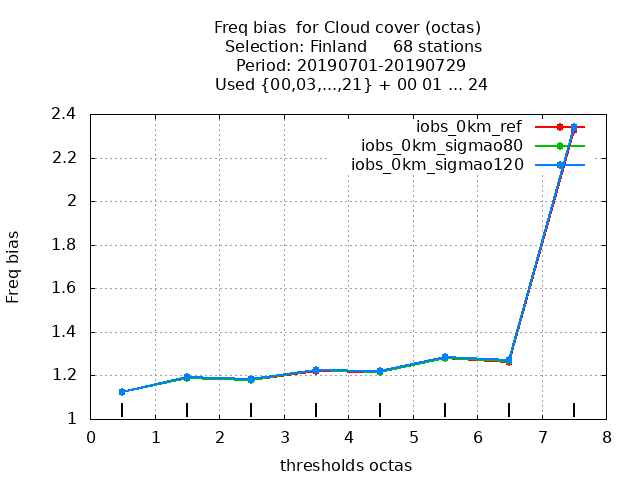 Freq bias  for Cloud cover (octas)
Selection: Finland     68 stations
Period: 20190701-20190729
Used {00,03,...,21} + 00 01 ... 24
iobs_0km_ref
iobs_0km_sigmao80
iobs_0km_sigmao120
Freq bias
2.4
2.2
2
1.8
1.6
1.4
1.2
1
0 1 2 3 4 5 6 7 8
thresholds octas